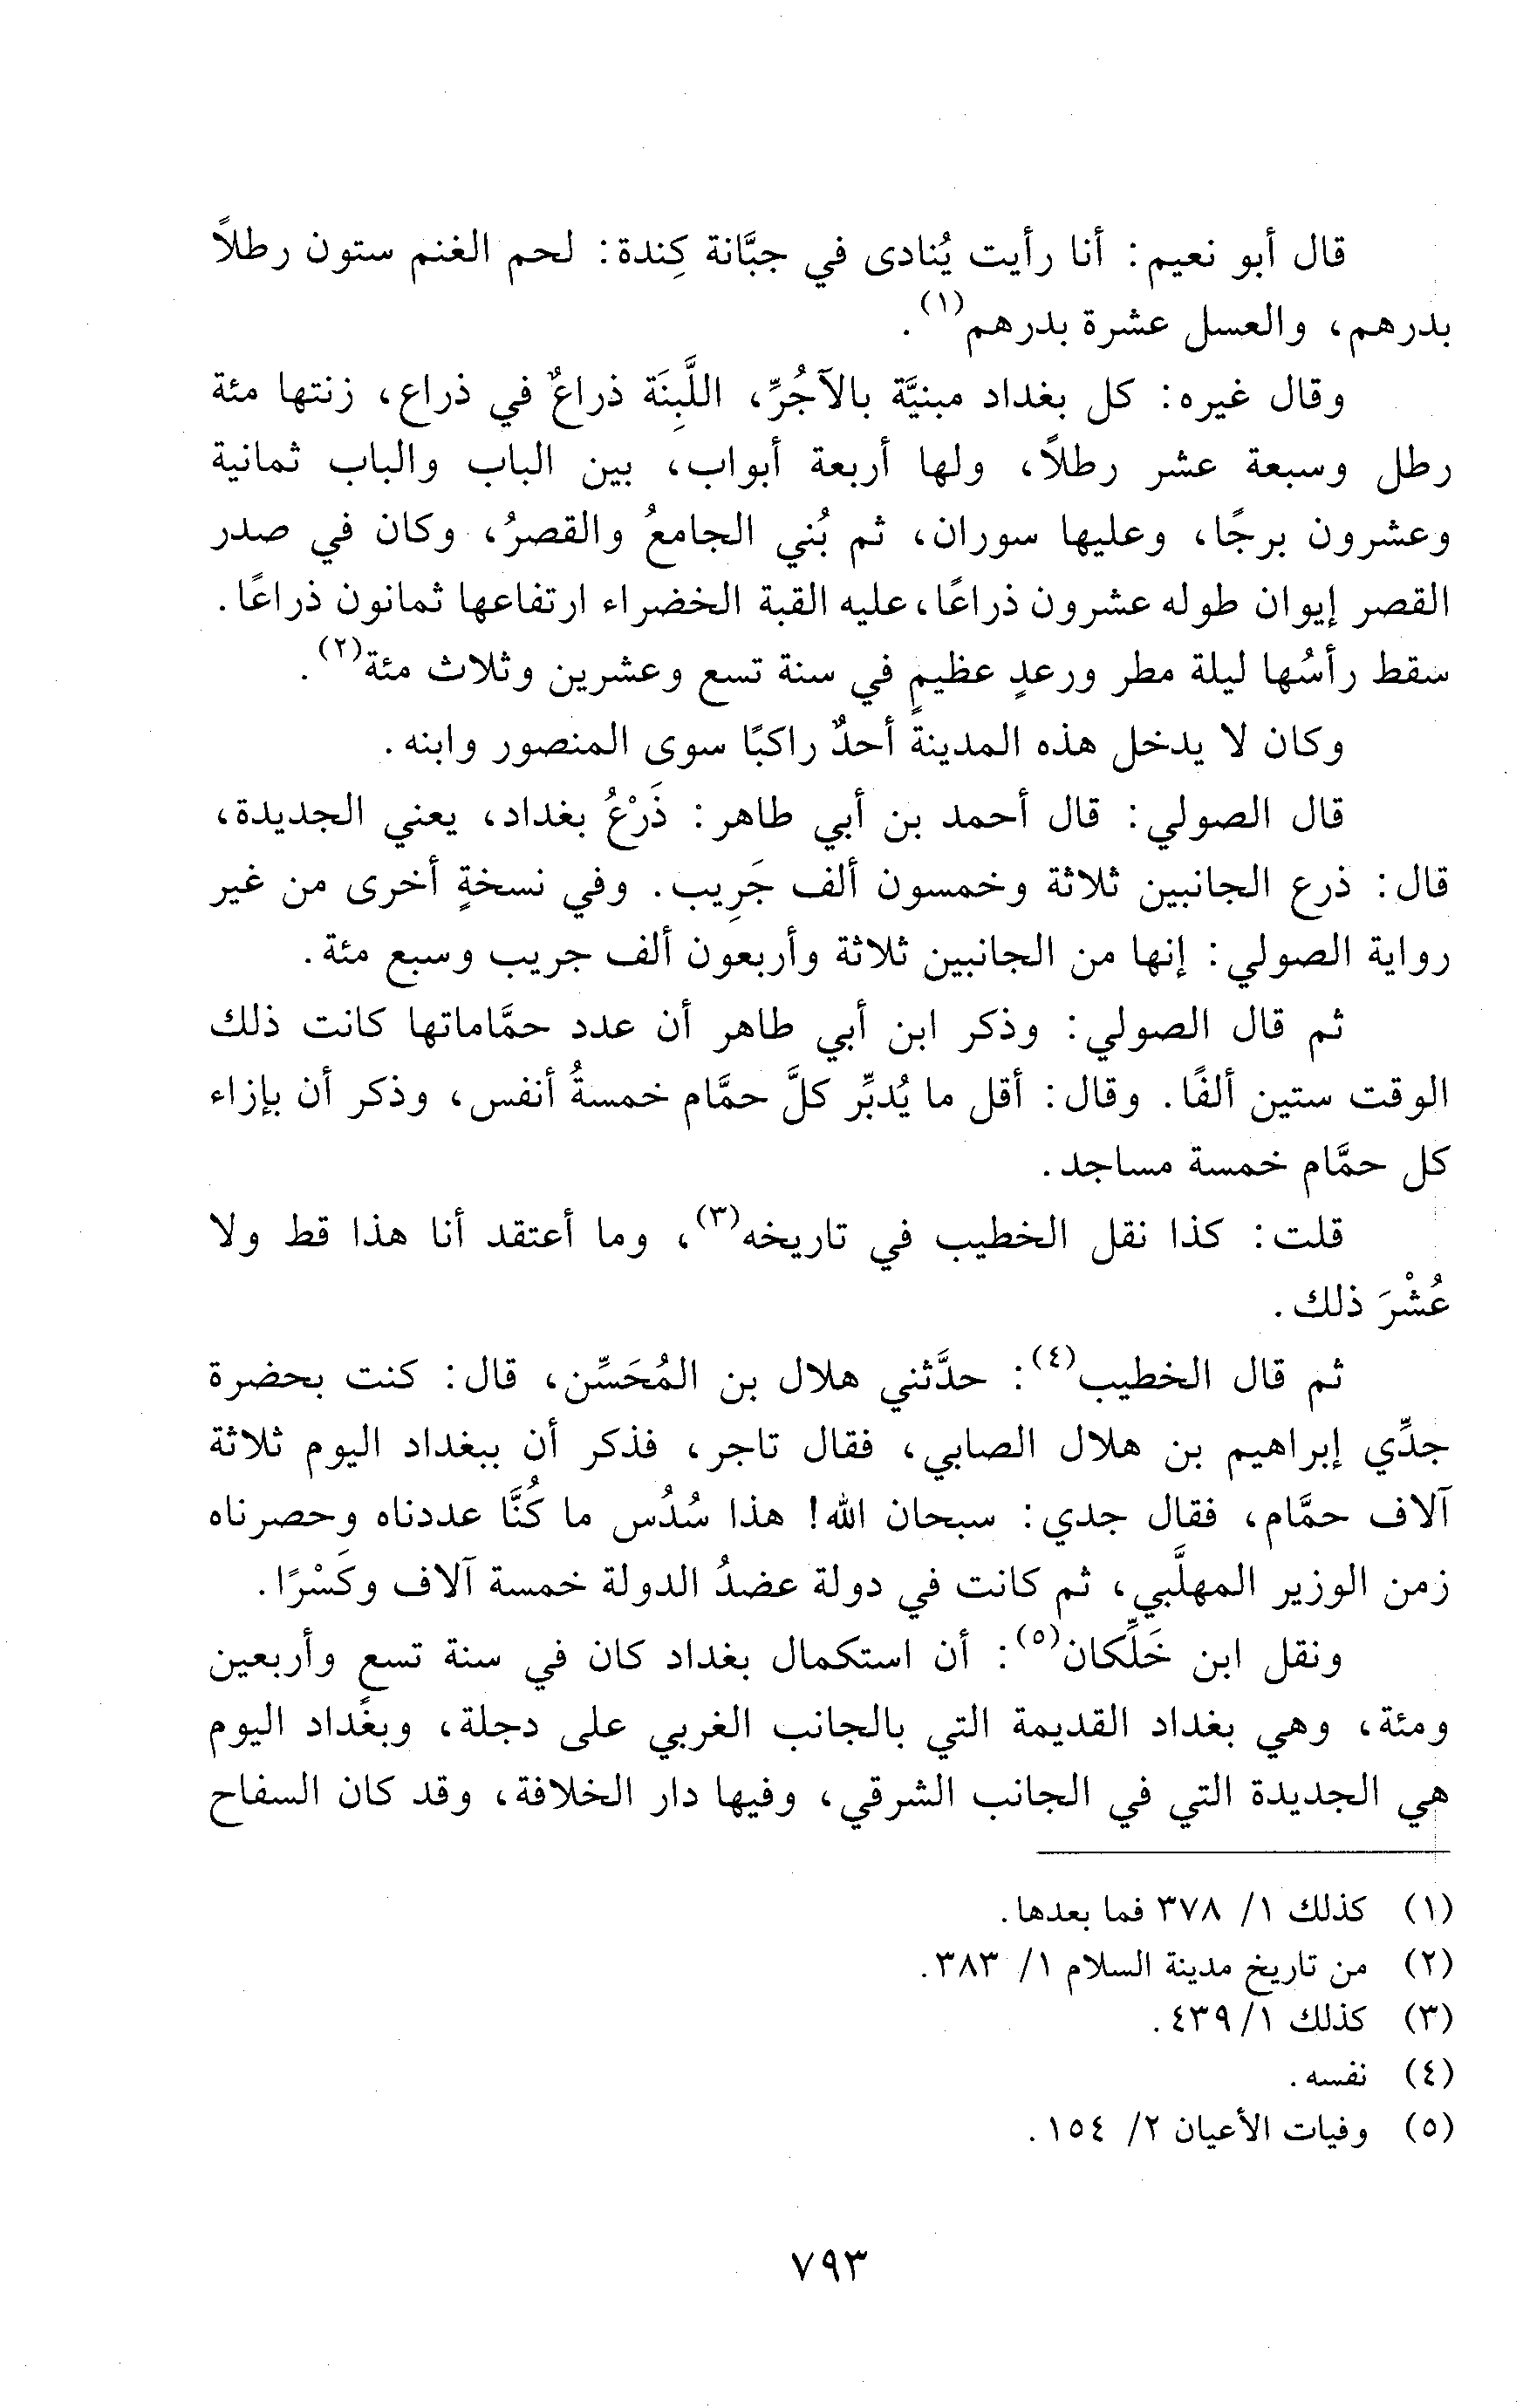 قال أبو نعيم: أنا رأيت يُنادى في جبَّانة كِندة: لحم الغنم ستون رطلاً
بدرهم، والعسل عشرة بدرهم(١).
وقال غيره: كل بغداد مبنيَّة بالآجُرِّ، اللَّبِنَة ذراعٌ في ذراع، زنتها مئة
رطل وسبعة عشر رطلاً، ولها أربعة أبواب، بين الباب والباب ثمانية
وعشرون برجًا، وعليها سوران، ثم بُني الجامعُ والقصرُ، وكان في صدر
القصر إيوان طوله عشرون ذراعًا، عليه القبة الخضراء ارتفاعها ثمانون ذراعًا.
سقط رأسُها ليلة مطر ورعدٍ عظيمٍ في سنة تسع وعشرين وثلاث مئة(٢).
وكان لا يدخل هذه المدينةَ أحدٌ راكبًا سوى المنصور وابنه.
قال الصولي: قال أحمد بن أبي طاهر: ذَرْعُ بغداد، يعني الجديدة،
قال: ذرع الجانبين ثلاثة وخمسون ألف جَرِيب. وفي نسخةٍ أخرى من غير
رواية الصولي: إنها من الجانبين ثلاثة وأربعون ألف جريب وسبع مئة.
ثم قال الصولي: وذكر ابن أبي طاهر أن عدد حمَّاماتها كانت ذلك
الوقت ستين ألفًا. وقال: أقل ما يُدبِّر كلَّ حمَّام خمسةُ أنفس، وذكر أن بإزاء
كل حمَّام خمسة مساجد.
قلت: كذا نقل الخطيب في تاريخه(٣)، وما أعتقد أنا هذا قط ولا
عُشْرَ ذلك.
ثم قال الخطيب(٤): حدَّثني هلال بن المُحَسِّن، قال: كنت بحضرة
جدِّي إبراهيم بن هلال الصابي، فقال تاجر، فذكر أن ببغداد اليوم ثلاثة
آلاف حمَّام، فقال جدي: سبحان الله! هذا سُدُس ما كُنَّا عددناه وحصرناه
زمن الوزير المهلَّبي، ثم كانت في دولة عضدُ الدولة خمسة آلاف وكَسْرًا.
ونقل ابن خَلِّكان(٥): أن استكمال بغداد كان في سنة تسع وأربعين
ومئة، وهي بغداد القديمة التي بالجانب الغربي على دجلة، وبغداد اليوم
هي الجديدة التي في الجانب الشرقي، وفيها دار الخلافة، وقد كان السفاح
(١) كذلك ١/ ٣٧٨ فما بعدها.
(٢) من تاريخ مدينة السلام ١/ ٣٨٣.
(٣) كذلك ١/ ٤٣٩.
(٤) نفسه.
(٥) وفيات الأعيان ٢/ ١٥٤.
٧٩٣